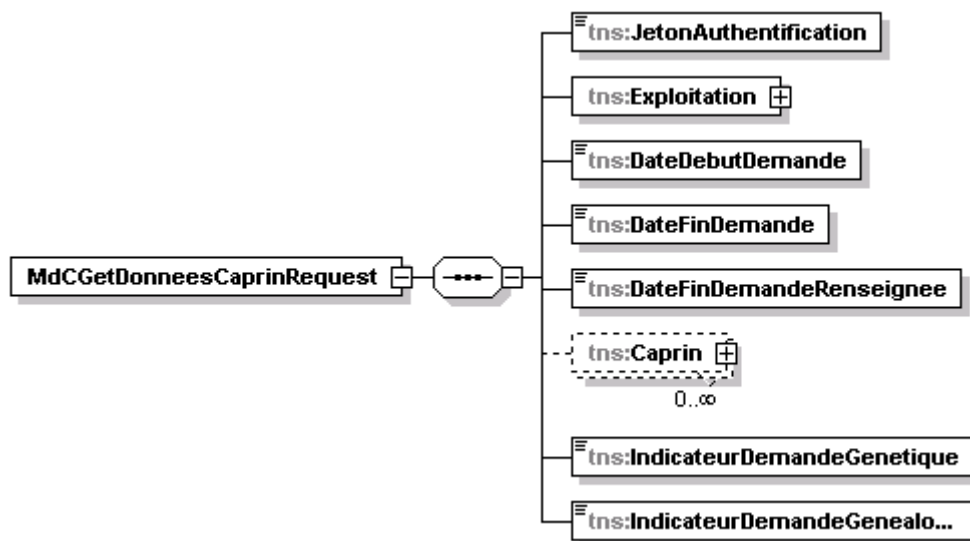 tns:JetonAuthentification
tns:Exploitation
tns:DateDebutDemande
tns:DateFinDemande
MdCGetDonneesCaprinRequest
tns:DateFinDemandeRenseignee
tns:Caprin
0..∞
tns:IndicateurDemandeGenetique
tns:IndicateurDemandeGenealo...